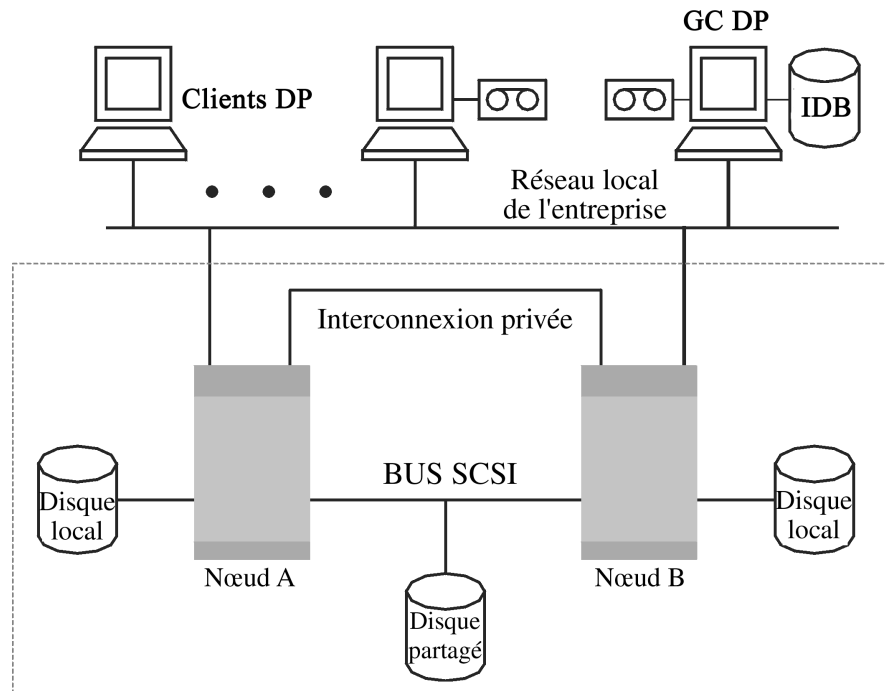 GC DP
Clients DP
IDB
Réseau local
de l'entreprise
Interconnexion privée
BUS SCSI
Disque
local
Disque
local
Nœud A
Nœud B
Disque
partagé